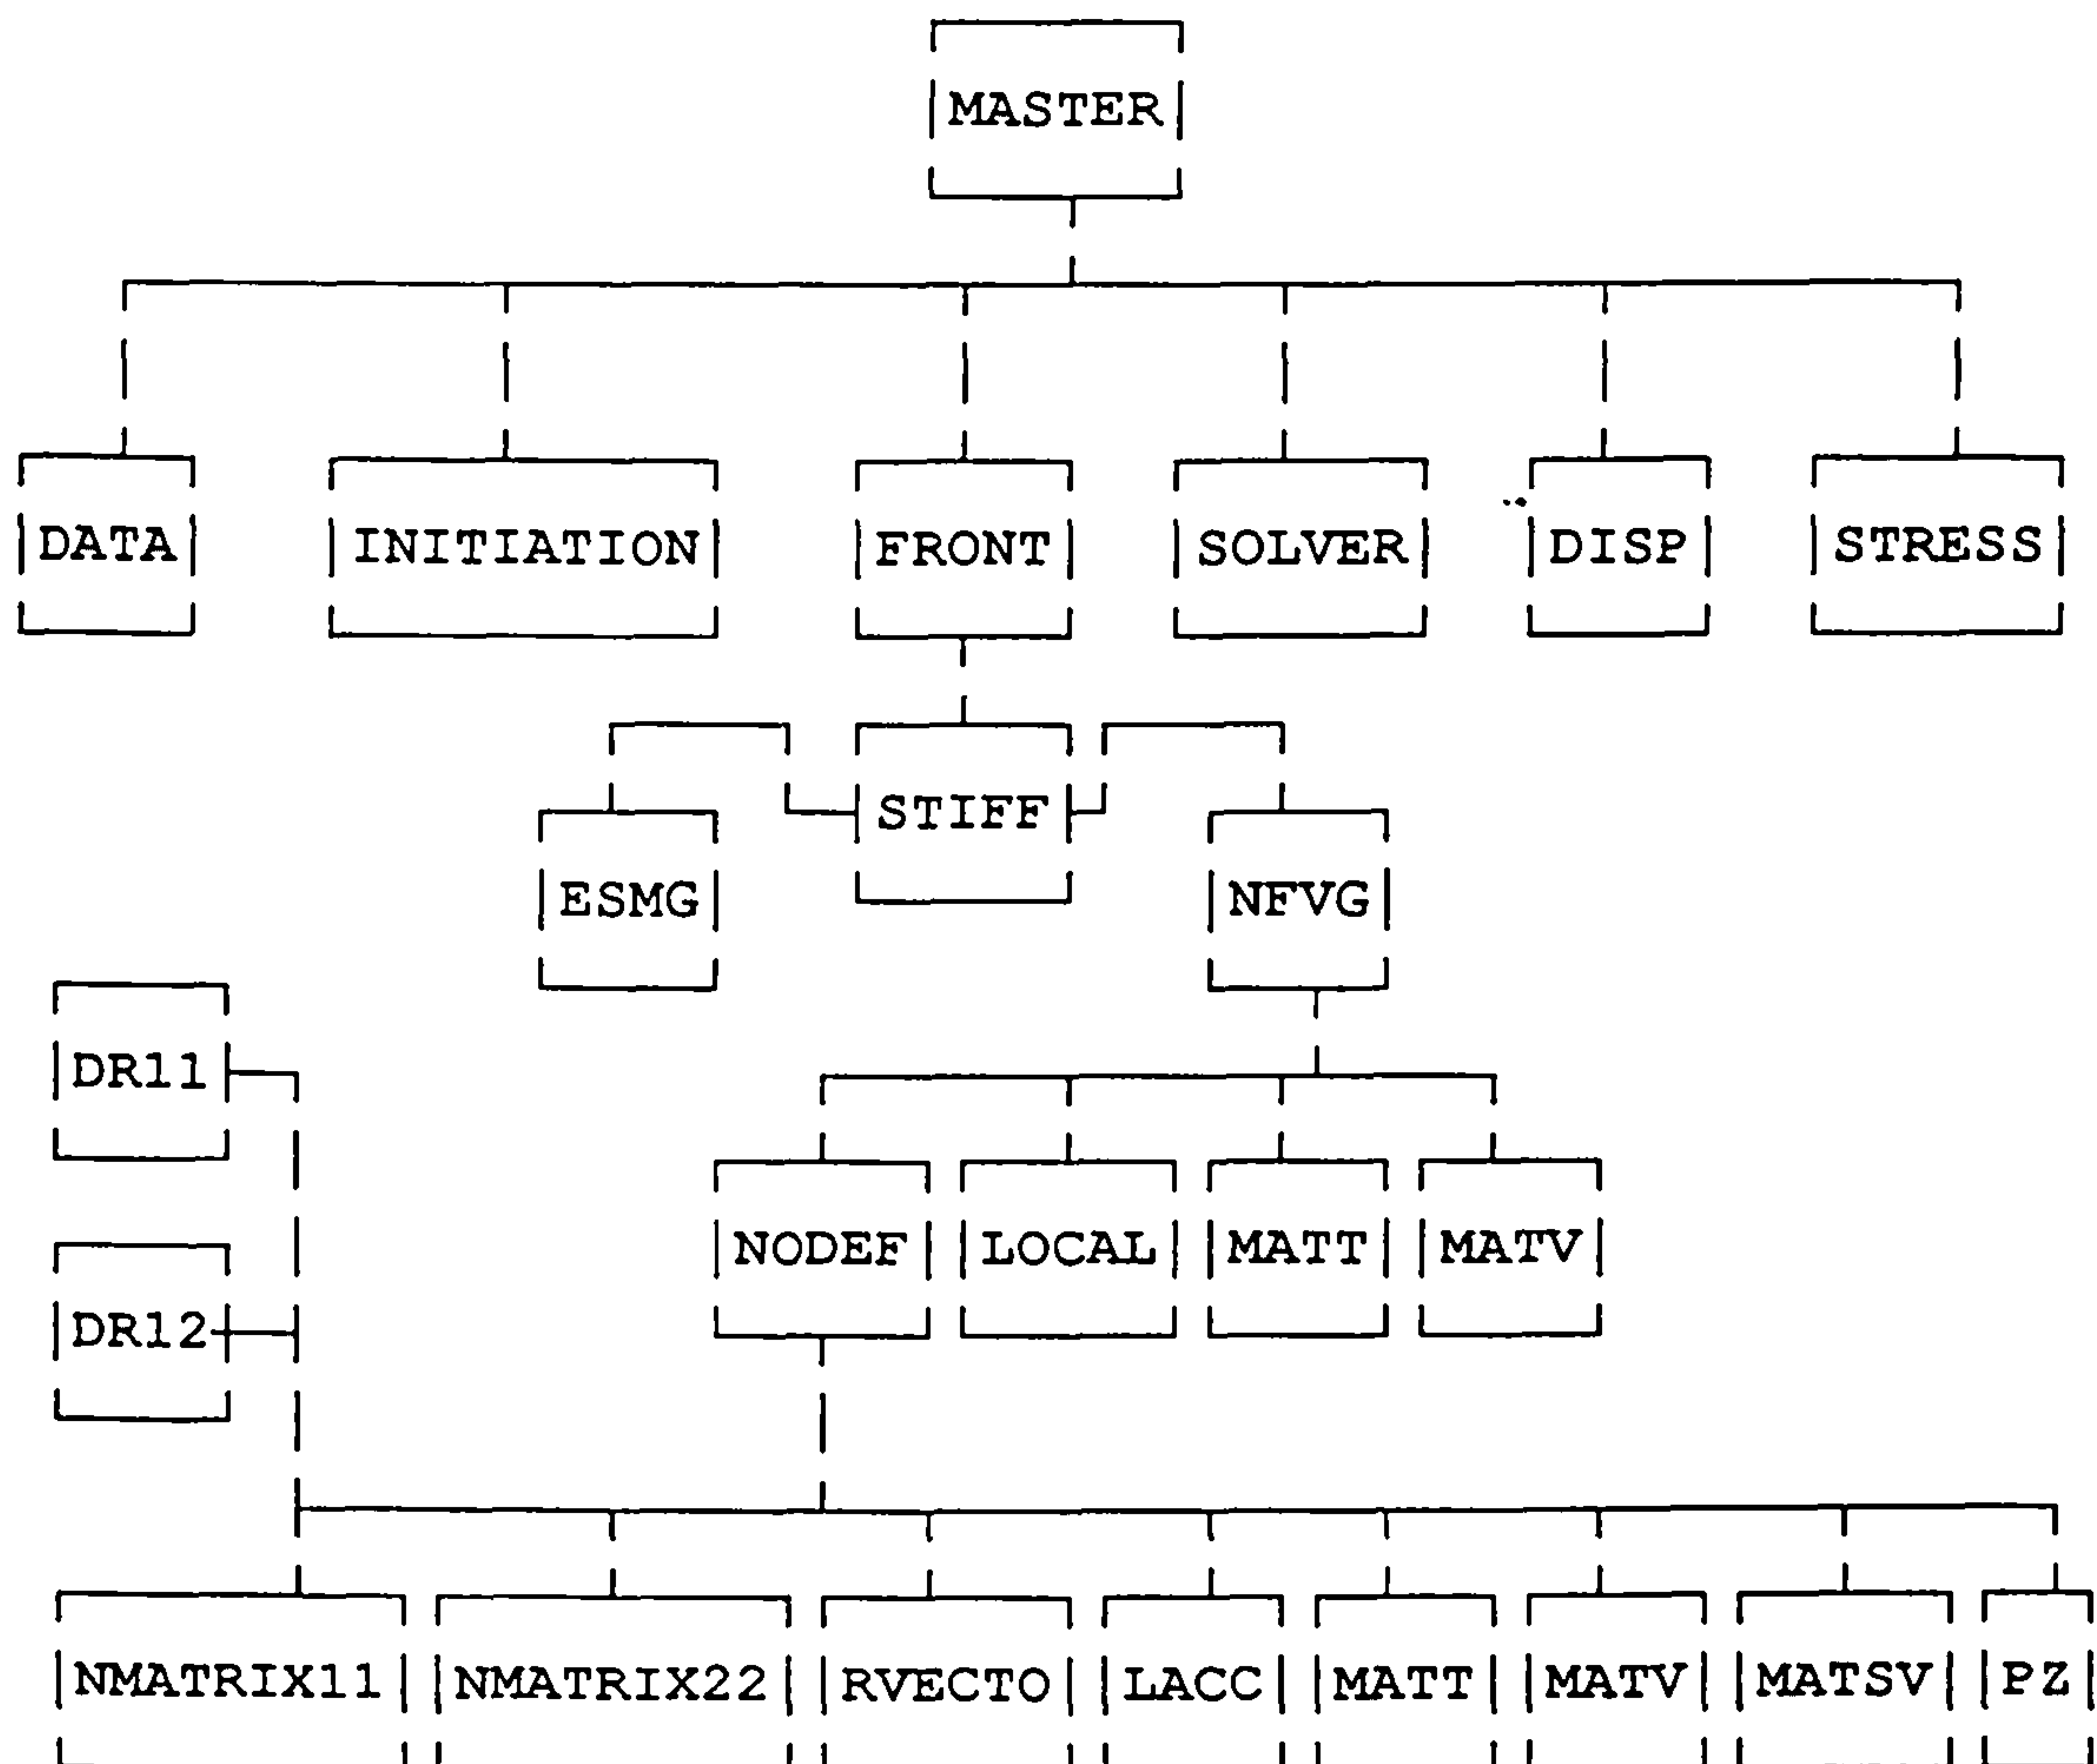 MASTER
DATA INITIATION FRONT SOLVER DISP STRESS
STIFF
ESMG NFVG
DR11
NODEF LOCAL MATT MATV
DR12
NMATRIX11 NMATRIX22 RVECTO LACC MATT MATV MATSV PZ